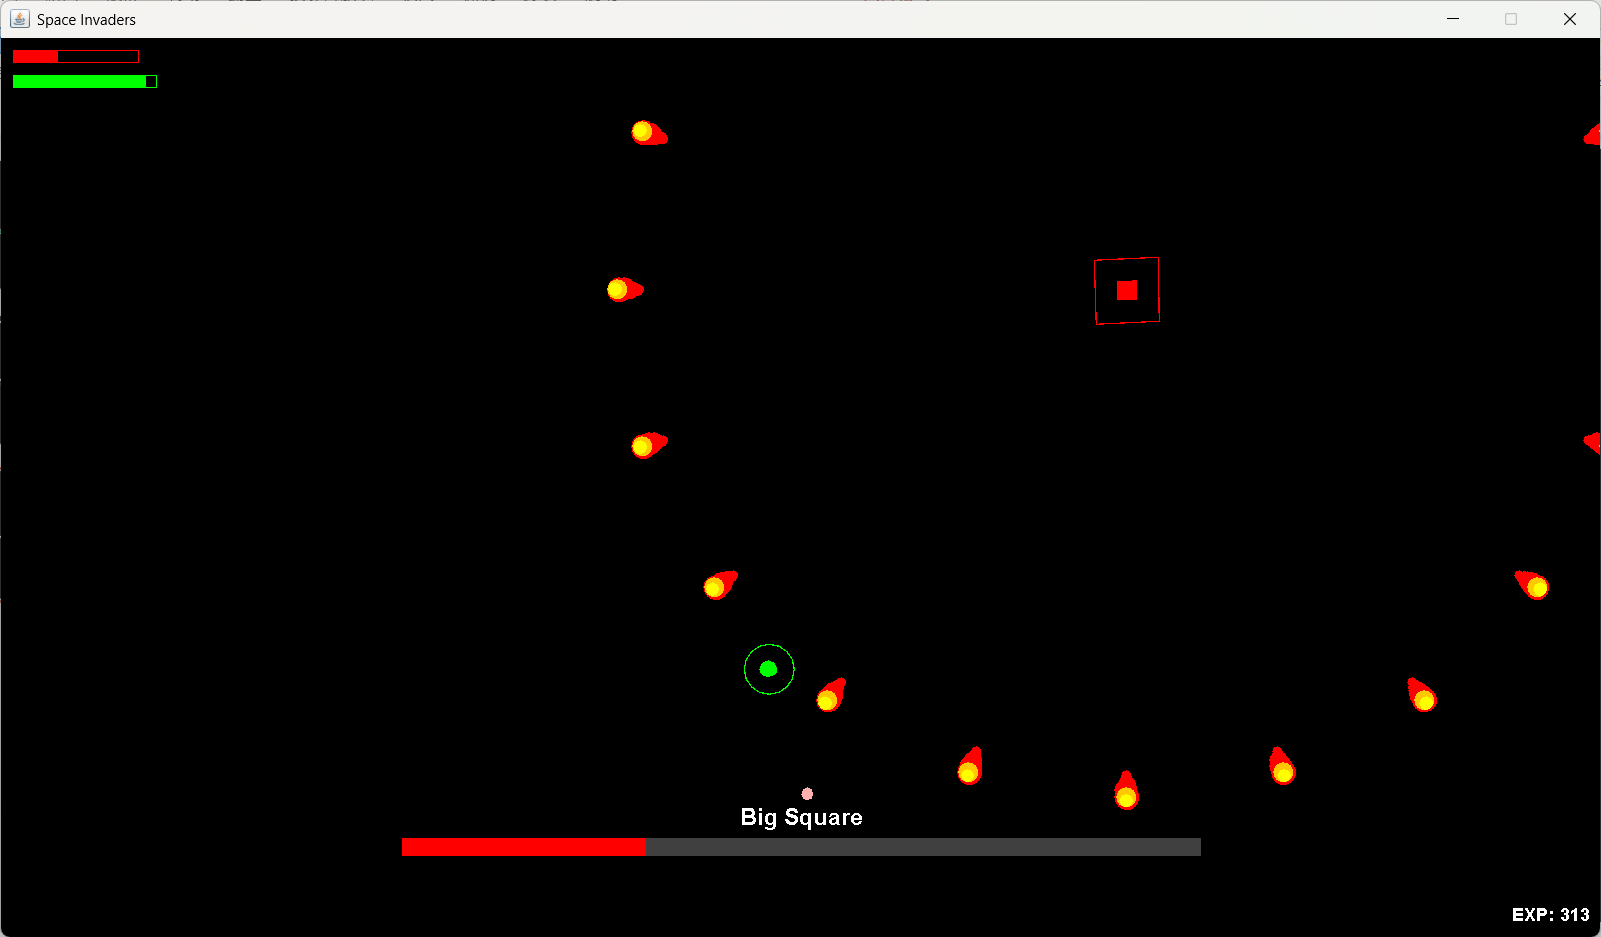 Space Invaders
Big Square
EXP: 313